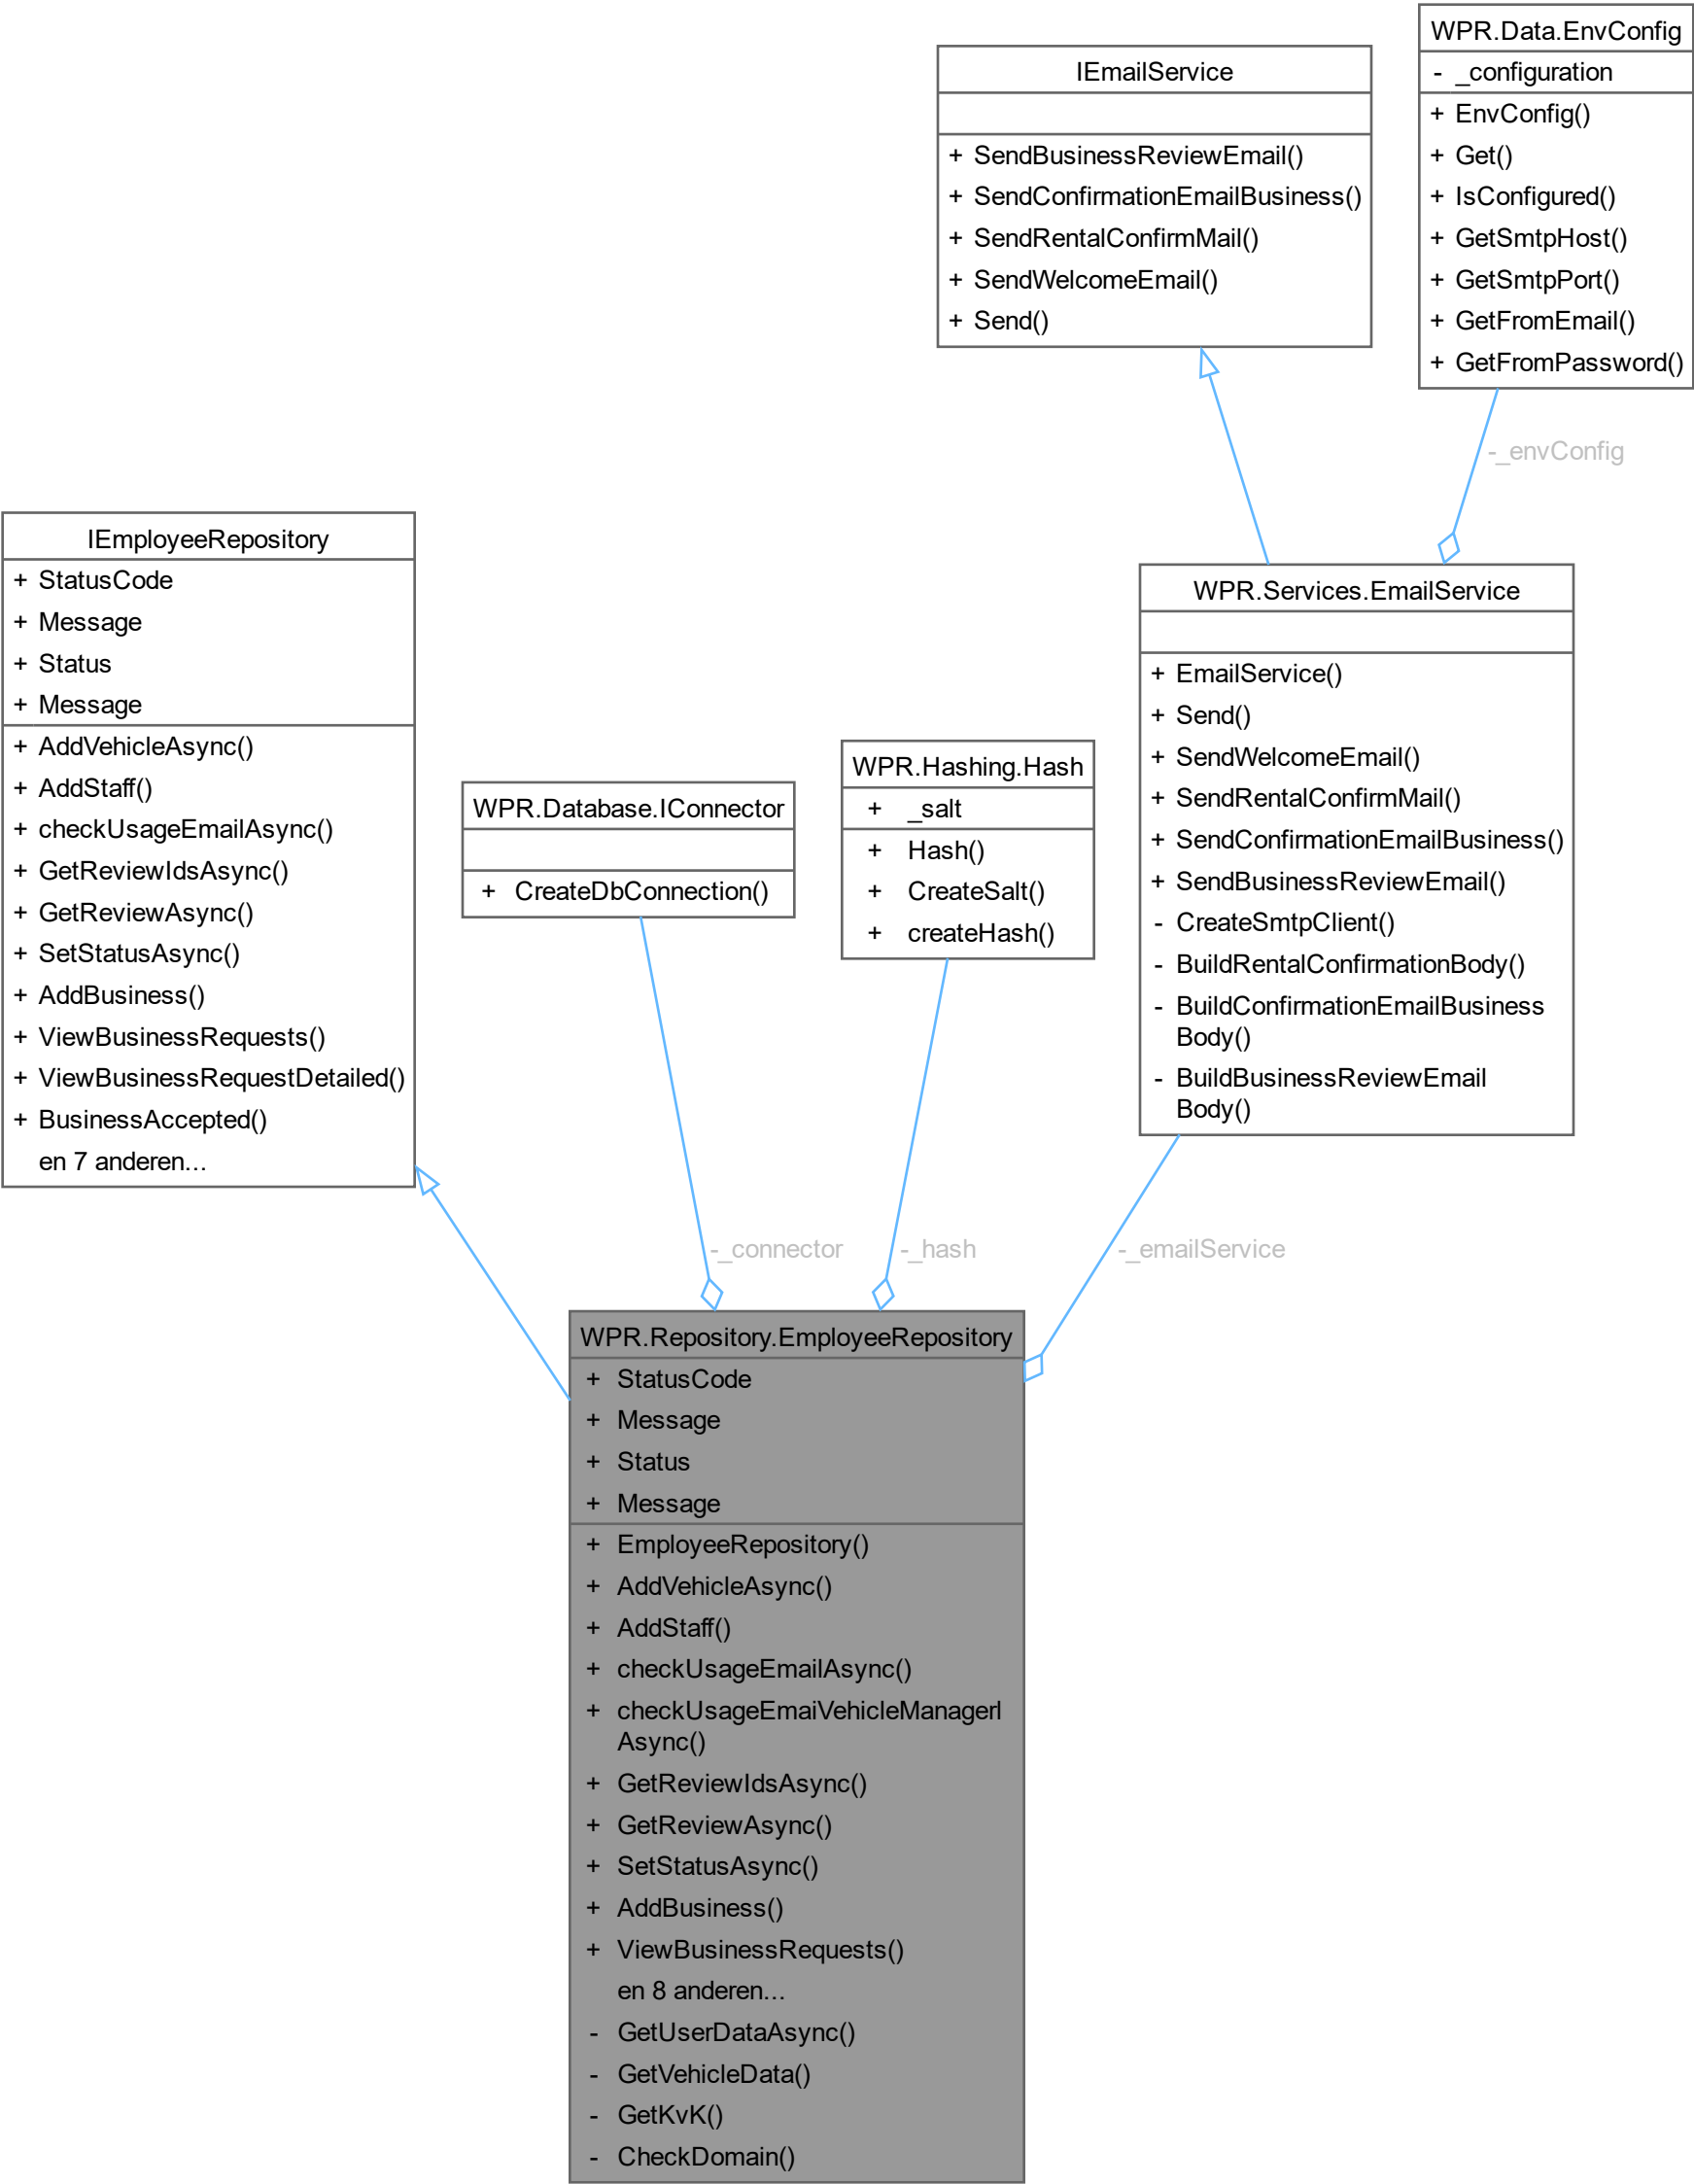 WPR.Data.EnvConfig
- _configuration
+ EnvConfig()
+ Get()
+ IsConfigured()
+ GetSmtpHost()
+ GetSmtpPort()
+ GetFromEmail()
+ GetFromPassword()
IEmailService
+ SendBusinessReviewEmail()
+ SendConfirmationEmailBusiness()
+ SendRentalConfirmMail()
+ SendWelcomeEmail()
+ Send()
-_envConfig
IEmployeeRepository
+ StatusCode
+ Message
+ Status
+ Message
+ AddVehicleAsync()
+ AddStaff()
+ checkUsageEmailAsync()
+ GetReviewIdsAsync()
+ GetReviewAsync()
+ SetStatusAsync()
+ AddBusiness()
+ ViewBusinessRequests()
+ ViewBusinessRequestDetailed()
+ BusinessAccepted()
en 7 anderen...
WPR.Database.IConnector
+ CreateDbConnection()
WPR.Hashing.Hash
+ _salt
+ Hash()
+ CreateSalt()
+ createHash()
WPR.Services.EmailService
+ EmailService()
+ Send()
+ SendWelcomeEmail()
+ SendRentalConfirmMail()
+ SendConfirmationEmailBusiness()
+ SendBusinessReviewEmail()
- CreateSmtpClient()
- BuildRentalConfirmationBody()
- BuildConfirmationEmailBusiness
Body()
- BuildBusinessReviewEmail
Body()
-_connector
-_hash
-_emailService
WPR.Repository.EmployeeRepository
+ StatusCode
+ Message
+ Status
+ Message
+ EmployeeRepository()
+ AddVehicleAsync()
+ AddStaff()
+ checkUsageEmailAsync()
+ checkUsageEmaiVehicleManagerl
Async()
+ GetReviewIdsAsync()
+ GetReviewAsync()
+ SetStatusAsync()
+ AddBusiness()
+ ViewBusinessRequests()
en 8 anderen...
- GetUserDataAsync()
- GetVehicleData()
- GetKvK()
- CheckDomain()